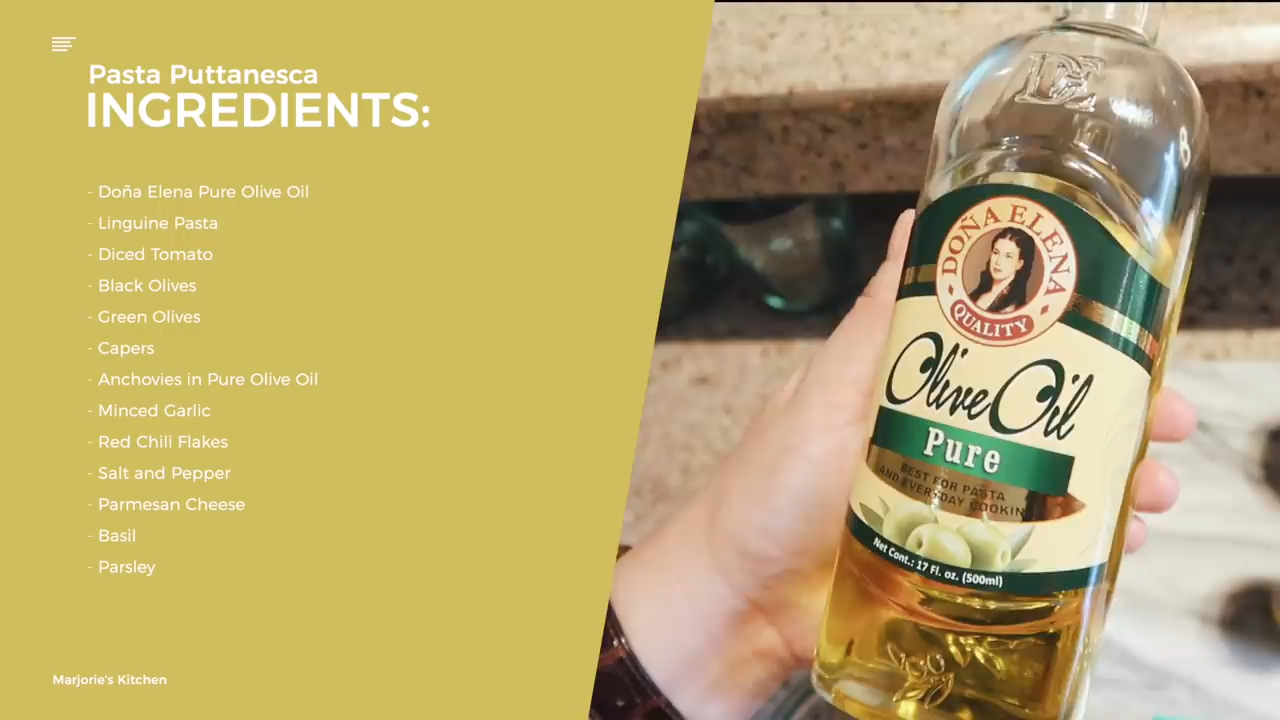 Pasta Puttanesca
INGREDIENTS:
- Doña Elena Pure Olive Oil
- Linguine Pasta
- Diced Tomato
- Black Olives
- Green Olives
- Capers
- Anchovies in Pure Olive Oil
- Minced Garlic
- Red Chili Flakes
- Salt and Pepper
- Parmesan Cheese
- Basil
- Parsley
Marjorie's Kitchen
DE
8
DOÑA ELENA
QUALITY
Olive Oil
Pure
BEST FOR PASTA
AND EVERYDAY COOKIN
Net Cont.: 17 Fl. oz. (500ml)